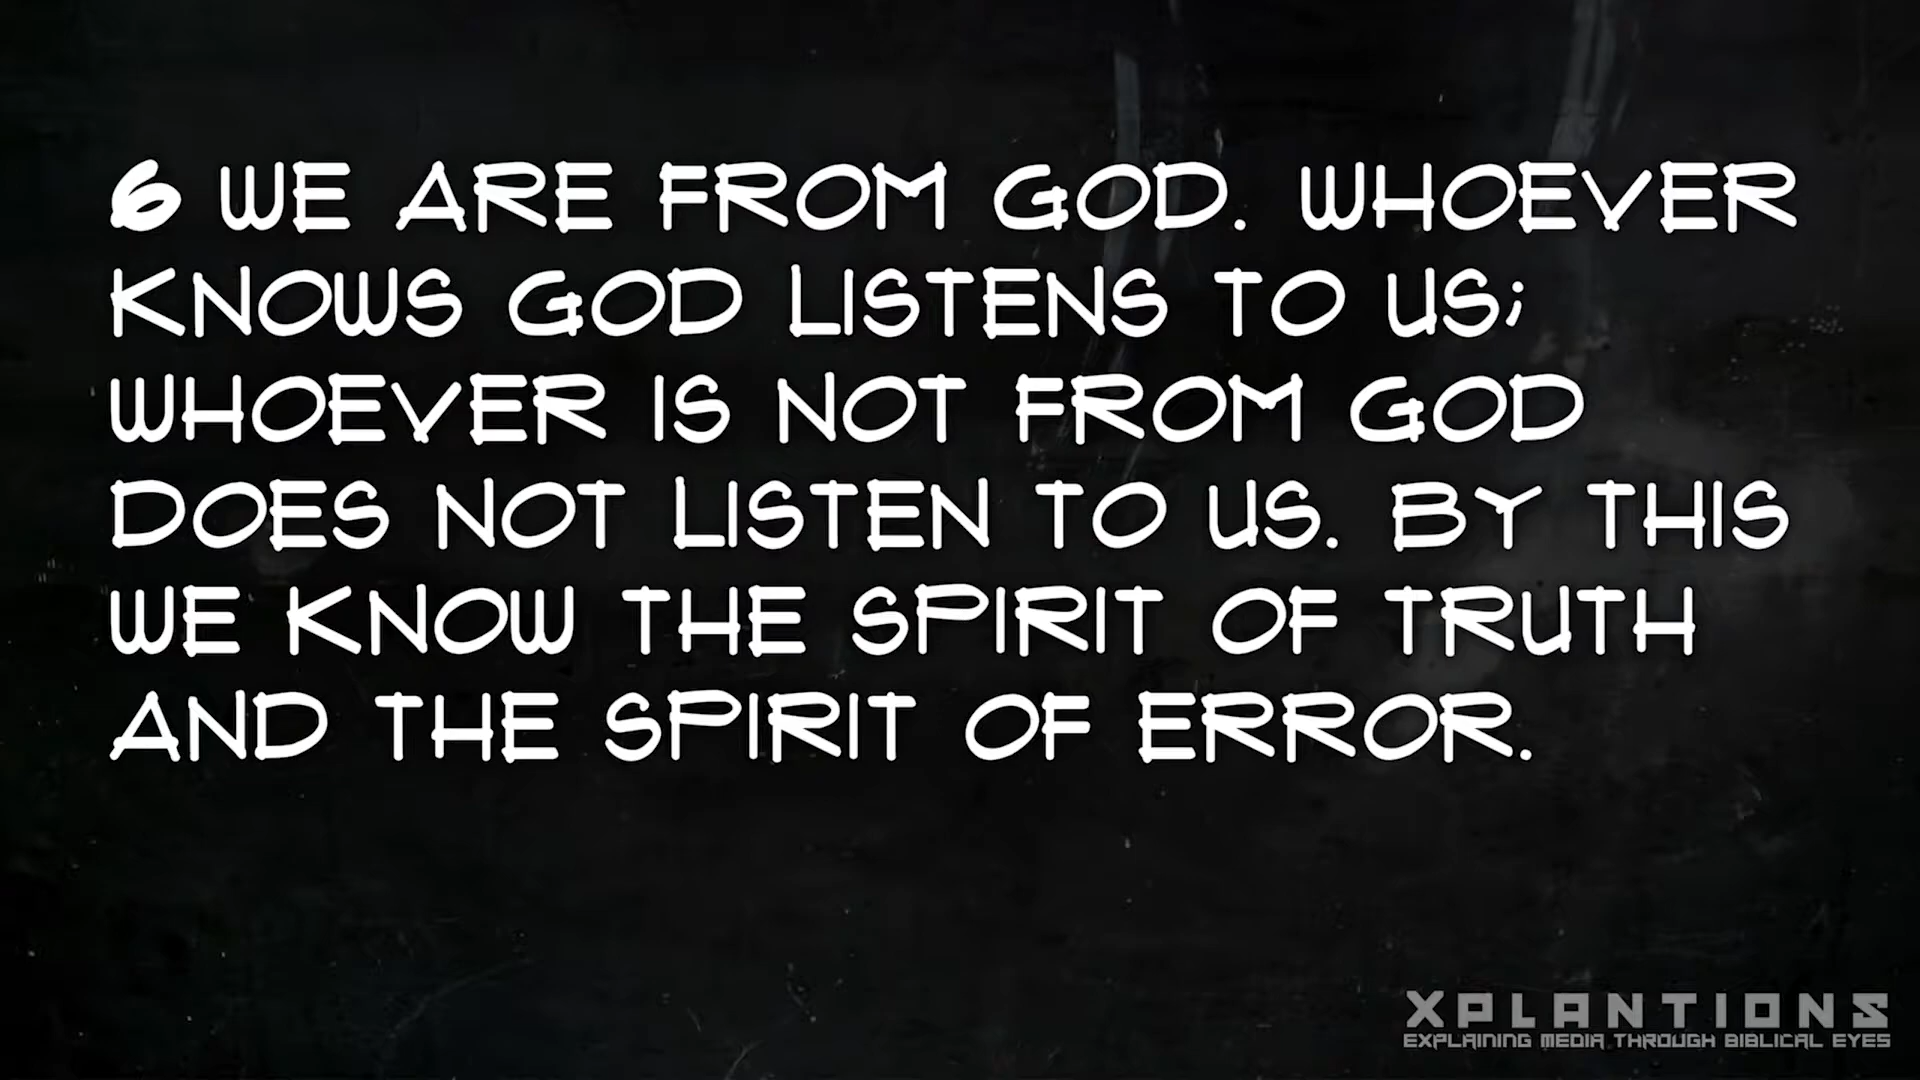 6 WE ARE FROM GOD. WHOEVER
KNOWS GOD LISTENS TO US;
WHOEVER IS NOT FROM GOD
DOES NOT LISTEN TO US. BY THIS
WE KNOW THE SPIRIT OF TRUTH
AND THE SPIRIT OF ERROR.
XPLANTIONS
EXPLAINING MEDIA THROUGH BIBLICAL EYES